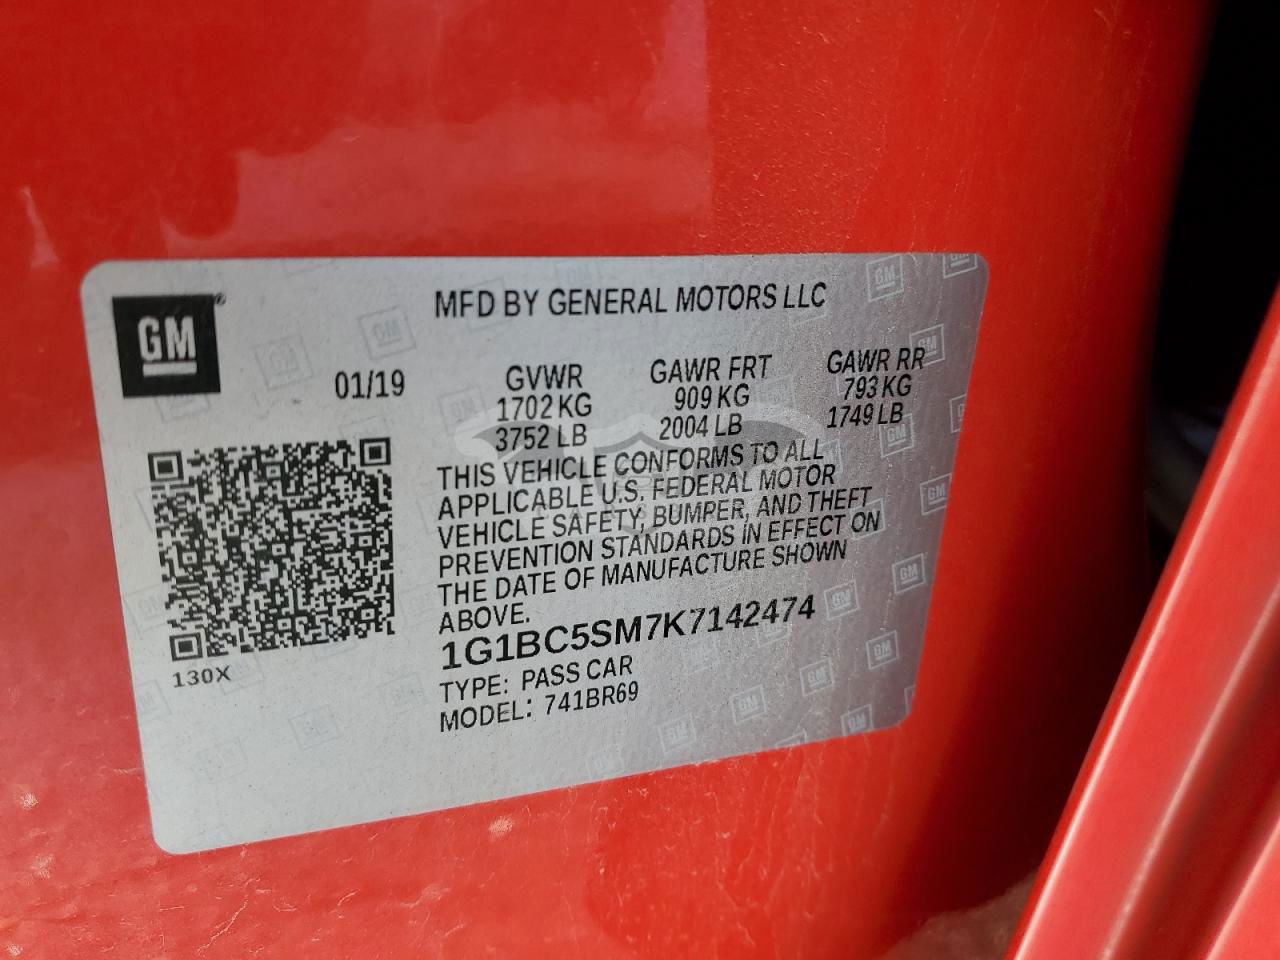 GM®
MFD BY GENERAL MOTORS LLC
01/19
GVWR GAWR FRT GAWR RR
1702 KG 909 KG 793 KG
3752 LB 2004 LB 1749 LB
THIS VEHICLE CONFORMS TO ALL
APPLICABLE U.S. FEDERAL MOTOR
VEHICLE SAFETY, BUMPER, AND THEFT
PREVENTION STANDARDS IN EFFECT ON
THE DATE OF MANUFACTURE SHOWN
ABOVE.
1G1BC5SM7K7142474
TYPE: PASS CAR
MODEL: 741BR69
130X